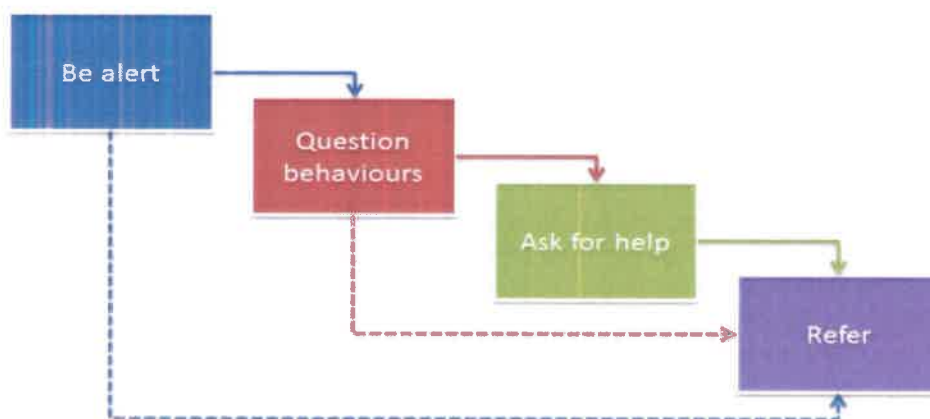 Be alert
Question
behaviours
Ask for help
Refer